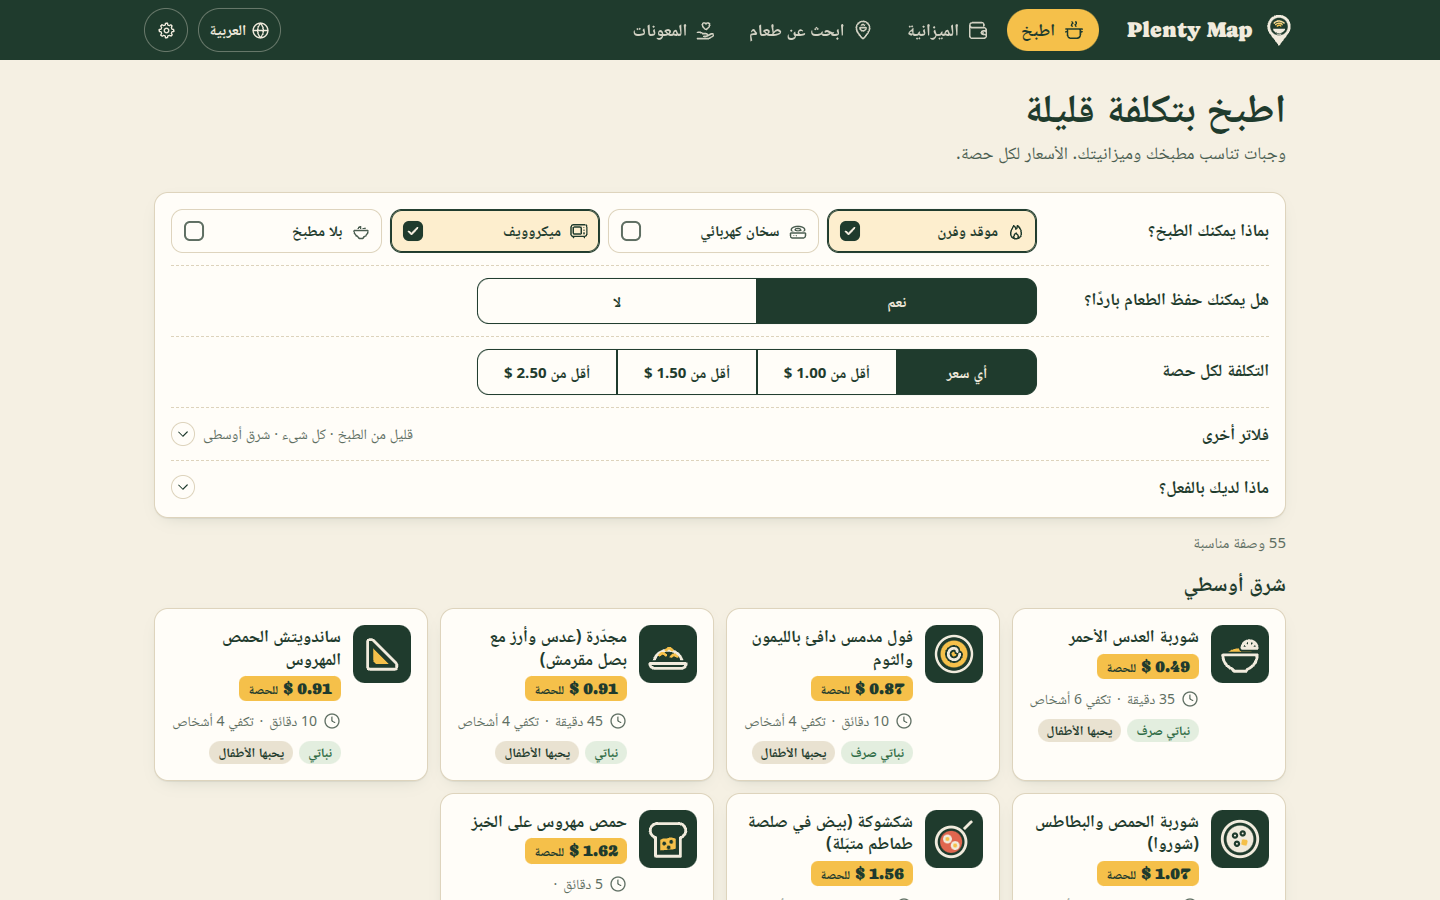 Plenty Map
اطبخ
الميزانية
ابحث عن طعام
المعونات
العربية
اطبخ بتكلفة قليلة
وجبات تناسب مطبخك وميزانيتك. الأسعار لكل حصة.
بماذا يمكنك الطبخ؟
موقد وفرن
سخان كهربائي
ميكروويف
بلا مطبخ
هل يمكنك حفظ الطعام باردًا؟
نعم
لا
التكلفة لكل حصة
أي سعر
أقل من 1.00 $
أقل من 1.50 $
أقل من 2.50 $
فلاتر أخرى
قليل من الطبخ · كل شيء · شرق أوسطي
ماذا لديك بالفعل؟
55 وصفة مناسبة
شرق أوسطي
شوربة العدس الأحمر
0.49 $ للحصة
35 دقيقة · تكفي 6 أشخاص
نباتي صرف
يحبها الأطفال
فول مدمس دافئ بالليمون
والثوم
0.87 $ للحصة
10 دقائق · تكفي 4 أشخاص
نباتي صرف
يحبها الأطفال
مجدّرة (عدس وأرز مع
بصل مقرمش)
0.91 $ للحصة
45 دقيقة · تكفي 4 أشخاص
نباتي
يحبها الأطفال
ساندويتش الحمص
المهروس
0.91 $ للحصة
10 دقائق · تكفي 4 أشخاص
نباتي
يحبها الأطفال
شوربة الحمص والبطاطس
(شوروا)
1.07 $ للحصة
شكشوكة (بيض في صلصة
طماطم متبّلة)
1.56 $ للحصة
حمص مهروس على الخبز
1.62 $ للحصة
5 دقائق ·